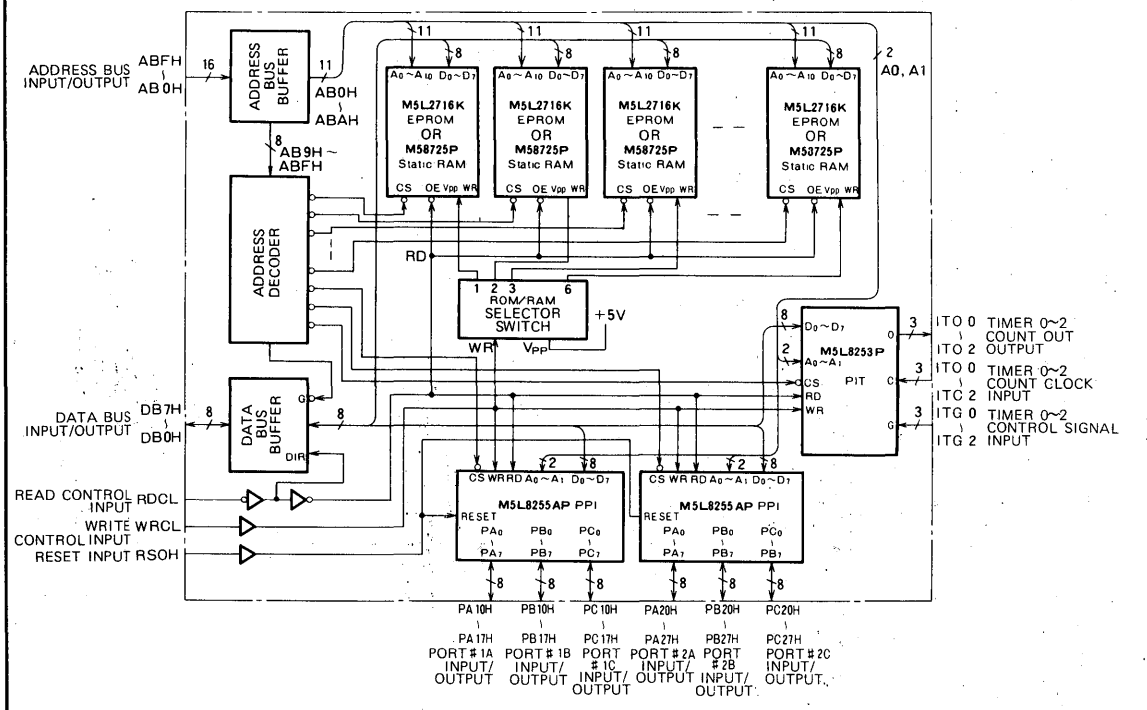 ADDRESS BUS
INPUT/OUTPUT
ABFH
~
AB0H
16
ADDRESS
BUS
BUFFER
11
AB0H
~
ABAH
8
AB9H~
ABFH
11
8
11
8
11
8
11
8
2
A0, A1
A0~A10 D0~D7
M5L2716K
EPROM
OR
M58725P
Static RAM
CS OE VPP WR
A0~A10 D0~D7
M5L2716K
EPROM
OR
M58725P
Static RAM
CS OE VPP WR
A0~A10 D0~D7
M5L2716K
EPROM
OR
M58725P
Static RAM
CS OE VPP WR
A0~A10 D0~D7
M5L2716K
EPROM
OR
M58725P
Static RAM
CS OE VPP WR
ADDRESS
DECODER
RD
1 2 3 6
ROM/RAM
SELECTOR
SWITCH
+5V
WR
VPP
8
D0~D7
2
A0~A1
M5L8253P
PIT
CS
RD
WR
O
C
G
3
ITO 0 TIMER 0~2
~ COUNT OUT
ITO 2 OUTPUT
3
ITO 0 TIMER 0~2
~ COUNT CLOCK
ITC 2 INPUT
3
ITG 0 TIMER 0~2
~ CONTROL SIGNAL
ITG 2 INPUT
DATA BUS
INPUT/OUTPUT
DB7H
~
DB0H
8
DATA
BUS
BUFFER
G
DIR
8
READ CONTROL RDCL
INPUT
WRITE WRCL
CONTROL INPUT
RESET INPUT RSOH
2
8
CS WR RD A0~A1 D0~D7
M5L8255AP PPI
RESET
PA0 PB0 PC0
~ ~ ~
PA7 PB7 PC7
8 8 8
2
8
CS WR RD A0~A1 D0~D7
M5L8255AP PPI
RESET
PA0 PB0 PC0
~ ~ ~
PA7 PB7 PB7
8 8 8
PA10H
~
PA17H
PORT#1A
INPUT/
OUTPUT
PB10H
~
PB17H
PORT#1B
INPUT/
OUTPUT
PC10H
~
PC17H
PORT
#1C
INPUT/
OUTPUT
PA20H
~
PA27H
PORT#2A
INPUT/
OUTPUT
PB20H
~
PB27H
PORT
#2B
INPUT/
OUTPUT
PC20H
~
PC27H
PORT#2C
INPUT/
OUTPUT